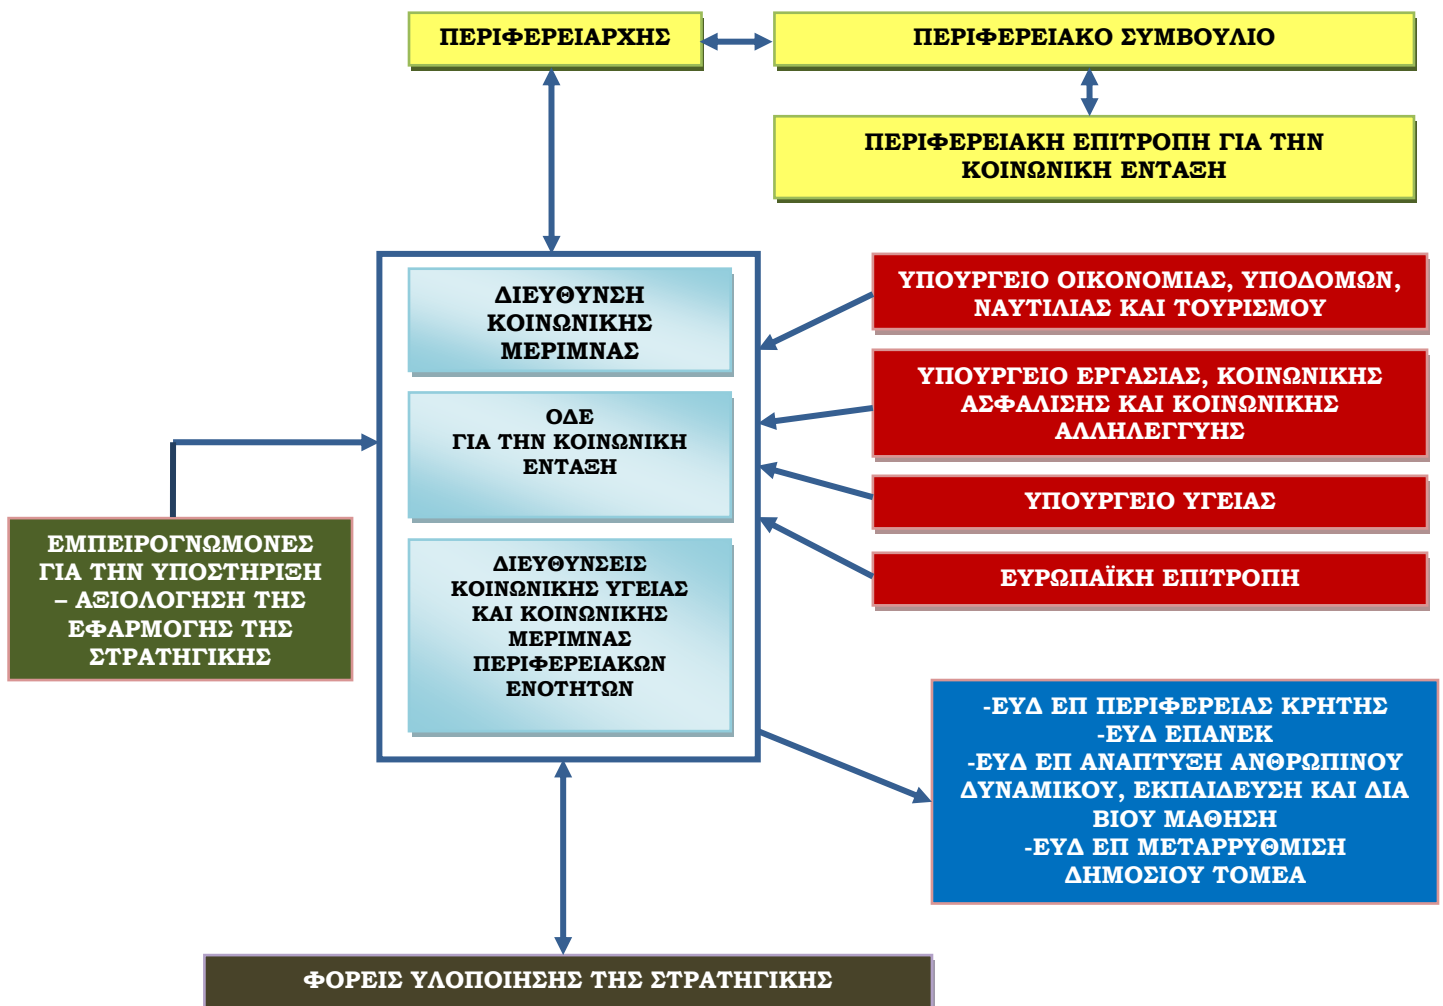 ΠΕΡΙΦΕΡΕΙΑΡΧΗΣ
ΠΕΡΙΦΕΡΕΙΑΚΟ ΣΥΜΒΟΥΛΙΟ
ΠΕΡΙΦΕΡΕΙΑΚΗ ΕΠΙΤΡΟΠΗ ΓΙΑ ΤΗΝ
ΚΟΙΝΩΝΙΚΗ ΕΝΤΑΞΗ
ΔΙΕΥΘΥΝΣΗ
ΚΟΙΝΩΝΙΚΗΣ
ΜΕΡΙΜΝΑΣ
ΟΔΕ
ΓΙΑ ΤΗΝ ΚΟΙΝΩΝΙΚΗ
ΕΝΤΑΞΗ
ΔΙΕΥΘΥΝΣΕΙΣ
ΚΟΙΝΩΝΙΚΗΣ ΥΓΕΙΑΣ
ΚΑΙ ΚΟΙΝΩΝΙΚΗΣ
ΜΕΡΙΜΝΑΣ
ΠΕΡΙΦΕΡΕΙΑΚΩΝ
ΕΝΟΤΗΤΩΝ
ΥΠΟΥΡΓΕΙΟ ΟΙΚΟΝΟΜΙΑΣ, ΥΠΟΔΟΜΩΝ,
ΝΑΥΤΙΛΙΑΣ ΚΑΙ ΤΟΥΡΙΣΜΟΥ
ΥΠΟΥΡΓΕΙΟ ΕΡΓΑΣΙΑΣ, ΚΟΙΝΩΝΙΚΗΣ
ΑΣΦΑΛΙΣΗΣ ΚΑΙ ΚΟΙΝΩΝΙΚΗΣ
ΑΛΛΗΛΕΓΓΥΗΣ
ΥΠΟΥΡΓΕΙΟ ΥΓΕΙΑΣ
ΕΥΡΩΠΑΪΚΗ ΕΠΙΤΡΟΠΗ
ΕΜΠΕΙΡΟΓΝΩΜΟΝΕΣ
ΓΙΑ ΤΗΝ ΥΠΟΣΤΗΡΙΞΗ
– ΑΞΙΟΛΟΓΗΣΗ ΤΗΣ
ΕΦΑΡΜΟΓΗΣ ΤΗΣ
ΣΤΡΑΤΗΓΙΚΗΣ
-ΕΥΔ ΕΠ ΠΕΡΙΦΕΡΕΙΑΣ ΚΡΗΤΗΣ
-ΕΥΔ ΕΠΑΝΕΚ
-ΕΥΔ ΕΠ ΑΝΑΠΤΥΞΗ ΑΝΘΡΩΠΙΝΟΥ
ΔΥΝΑΜΙΚΟΥ, ΕΚΠΑΙΔΕΥΣΗ ΚΑΙ ΔΙΑ
ΒΙΟΥ ΜΑΘΗΣΗ
-ΕΥΔ ΕΠ ΜΕΤΑΡΡΥΘΜΙΣΗ
ΔΗΜΟΣΙΟΥ ΤΟΜΕΑ
ΦΟΡΕΙΣ ΥΛΟΠΟΙΗΣΗΣ ΤΗΣ ΣΤΡΑΤΗΓΙΚΗΣ